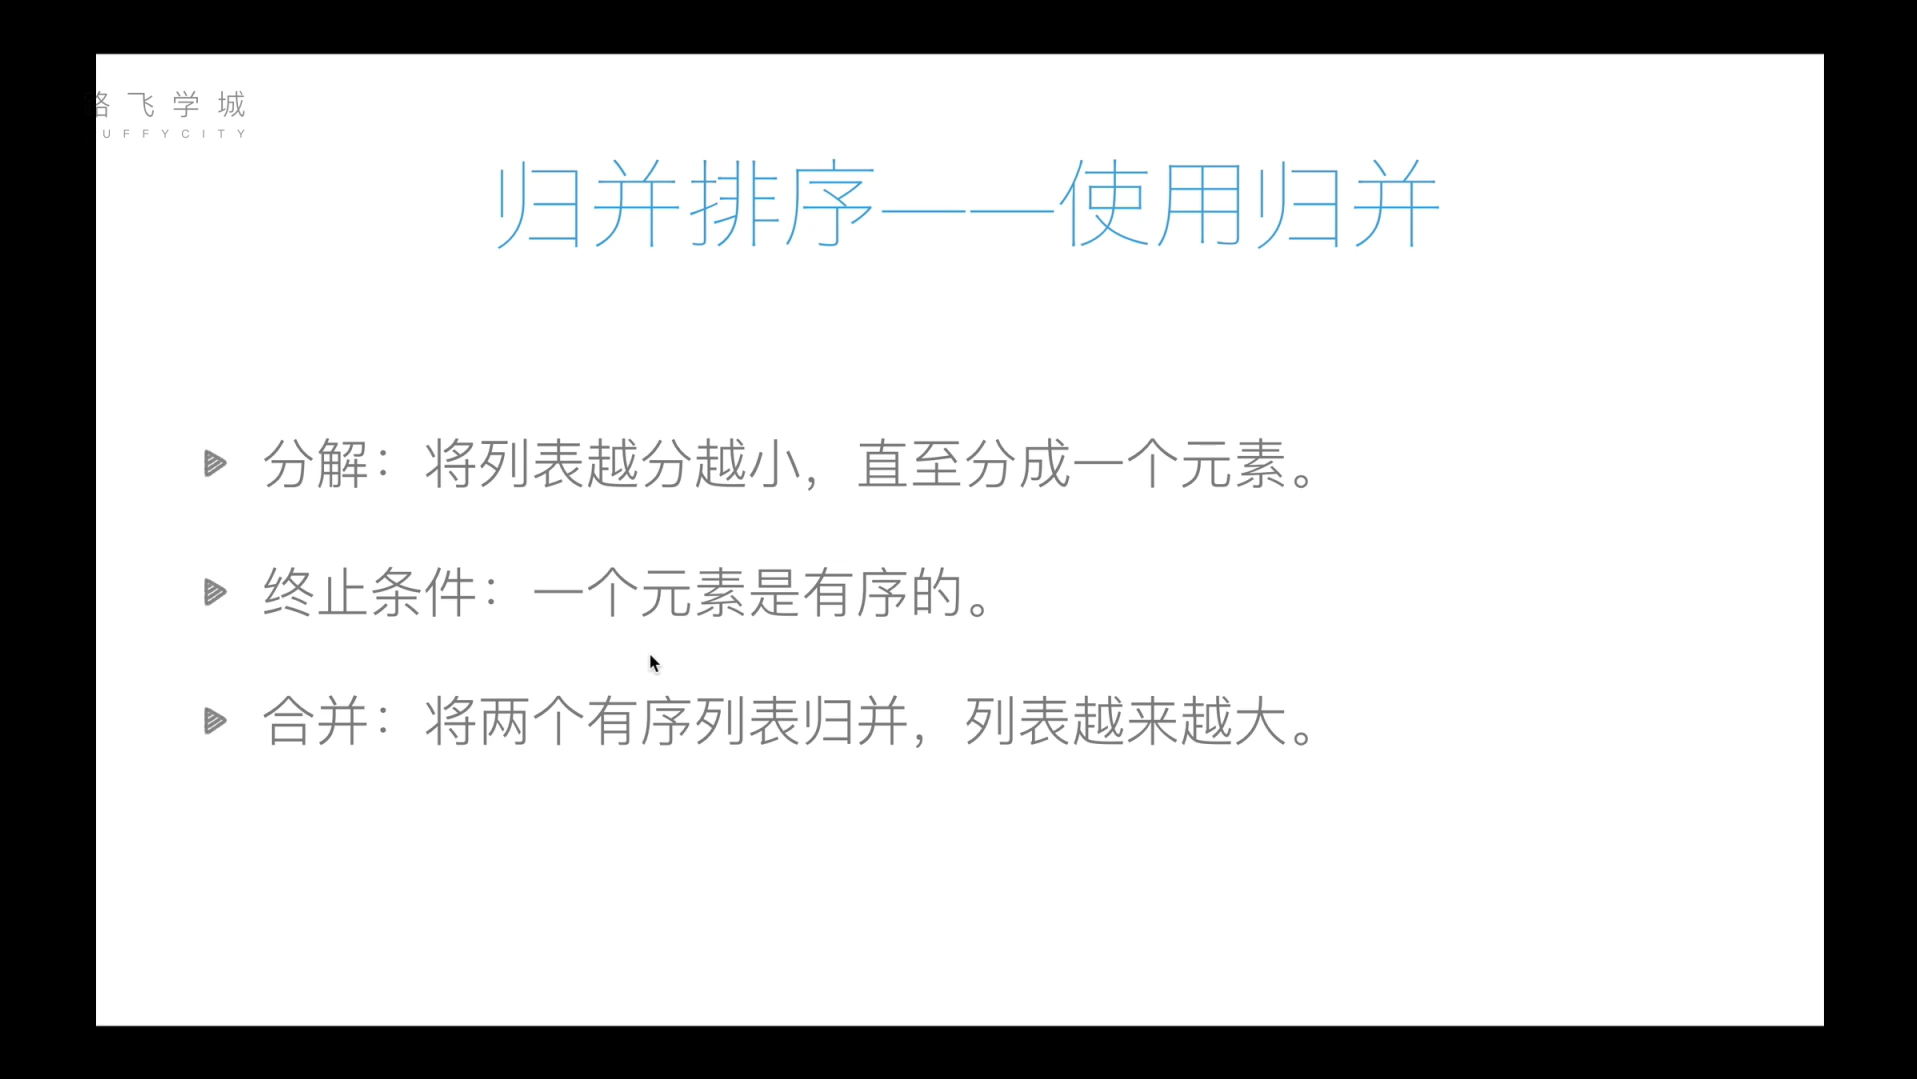 路飞学城
UFFYCITY
归并排序——使用归并
分解：将列表越分越小，直至分成一个元素。
终止条件：一个元素是有序的。
合并：将两个有序列表归并，列表越来越大。